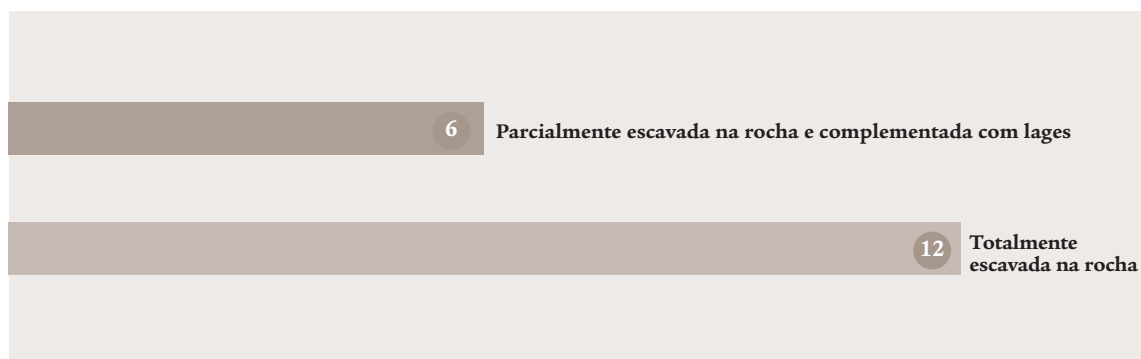 6 Parcialmente escavada na rocha e complementada com lages
12 Totalmente
escavada na rocha